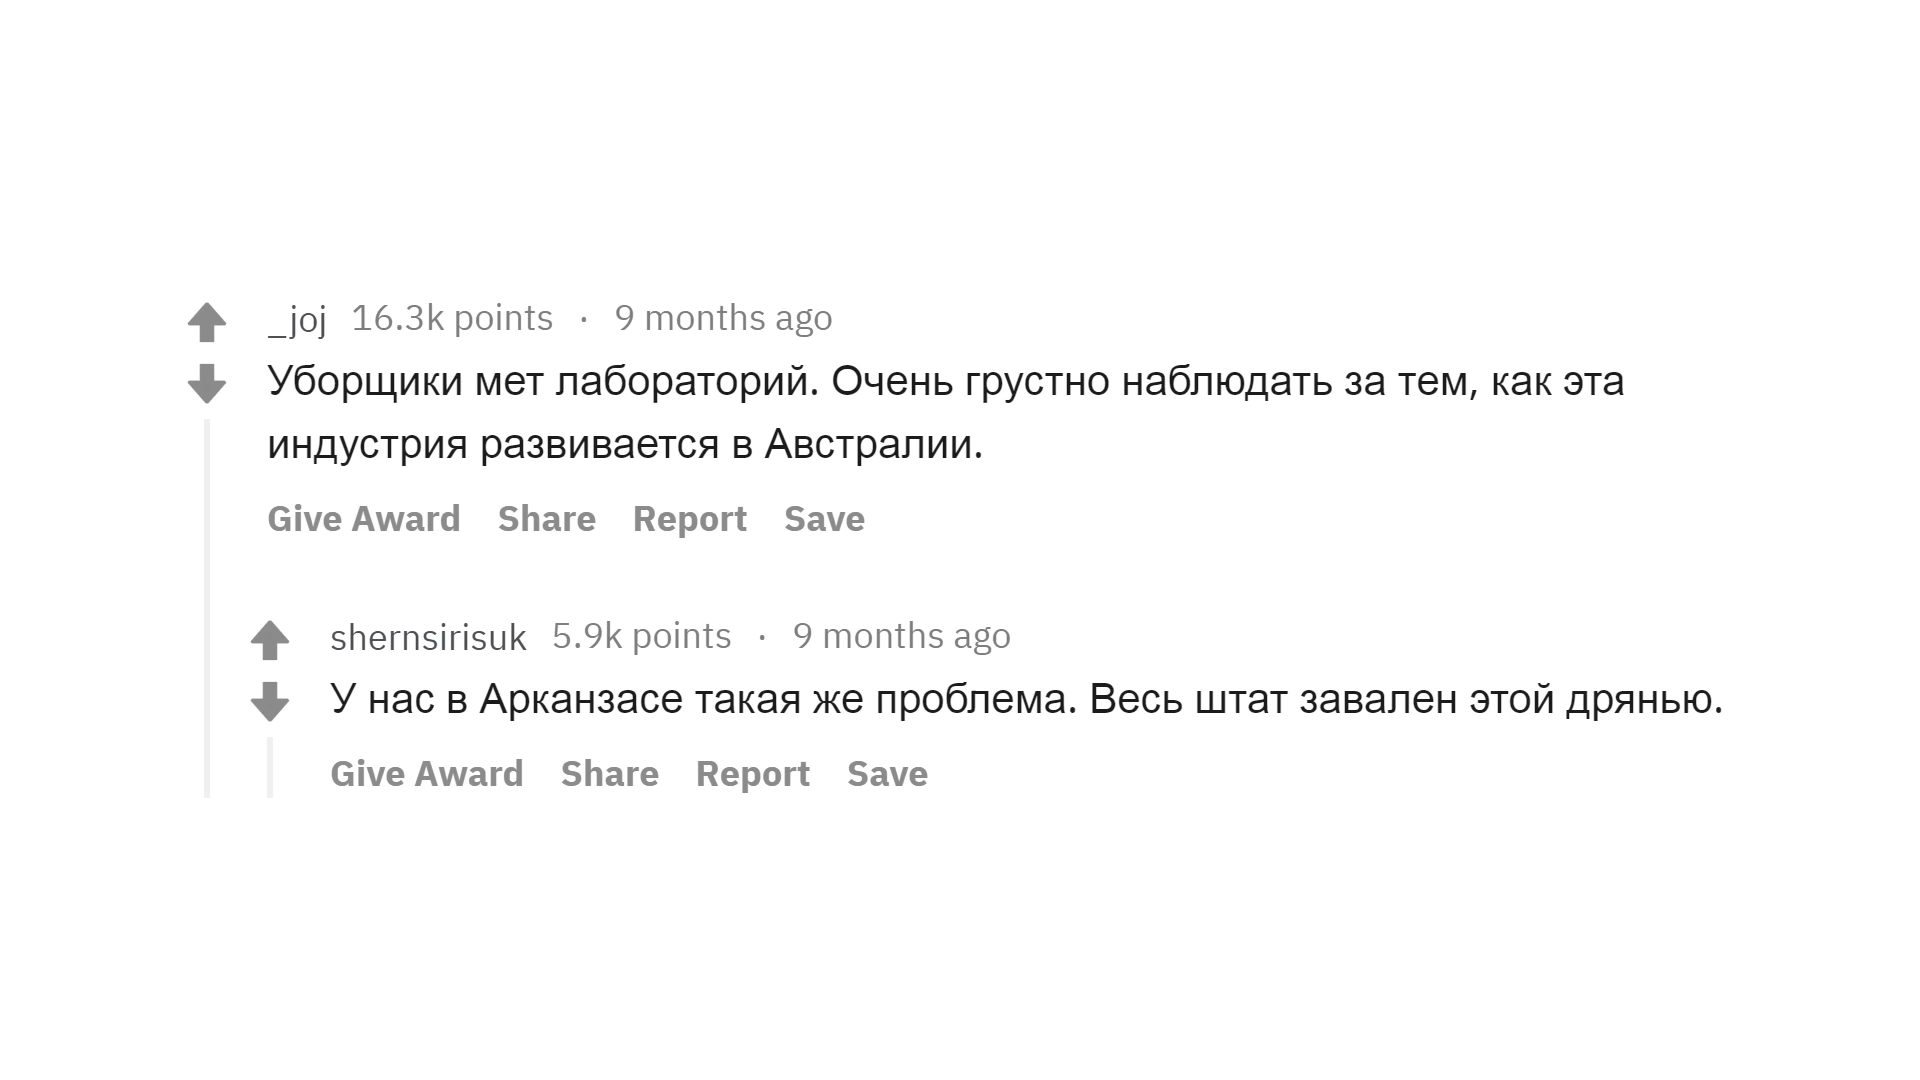 _joj 16.3k points · 9 months ago
Уборщики мет лабораторий. Очень грустно наблюдать за тем, как эта
индустрия развивается в Австралии.
Give Award Share Report Save
shernsirisuk 5.9k points · 9 months ago
У нас в Арканзасе такая же проблема. Весь штат завален этой дрянью.
Give Award Share Report Save